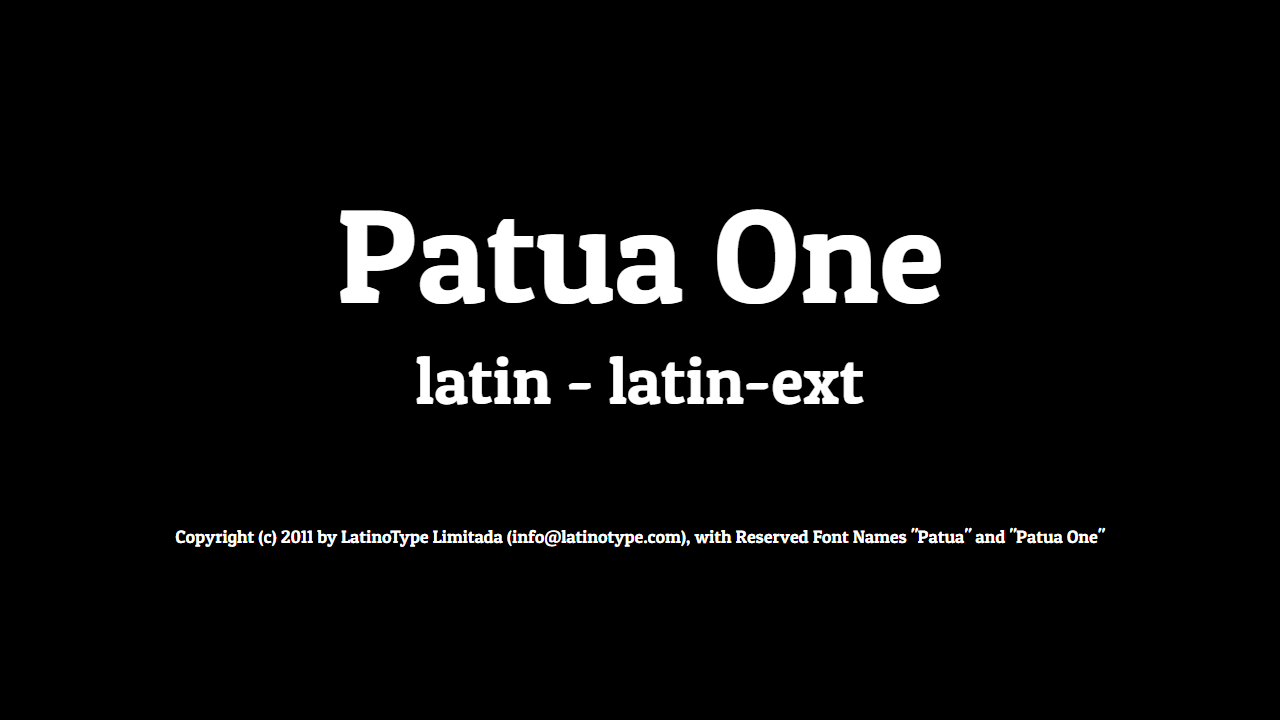 Patua One
latin - latin-ext
Copyright (c) 2011 by LatinoType Limitada (info@latinotype.com), with Reserved Font Names "Patua" and "Patua One"